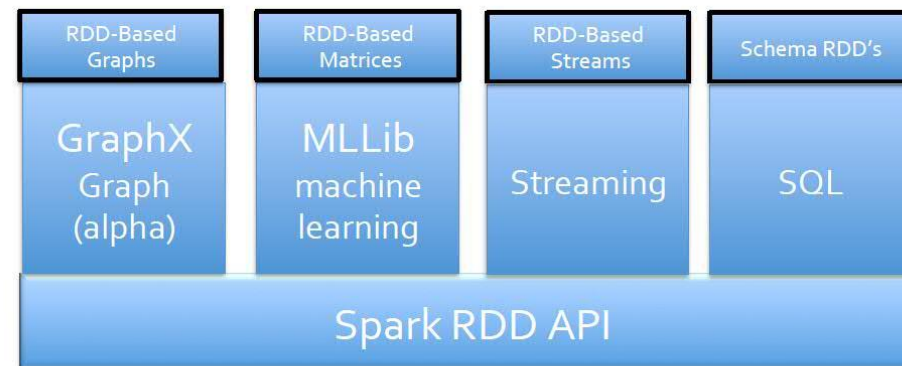 RDD-Based
Graphs
RDD-Based
Matrices
RDD-Based
Streams
Schema RDD's
GraphX
Graph
(alpha)
MLLib
machine
learning
Streaming
SQL
Spark RDD API